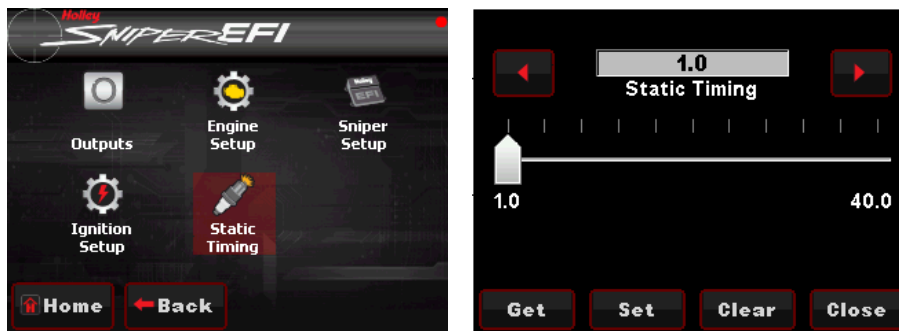 Holley
SNIPER EFI
Outputs
Engine
Setup
Holley
EFI
Sniper
Setup
Ignition
Setup
Static
Timing
Home
Back
1.0
Static Timing
1.0
40.0
Get
Set
Clear
Close